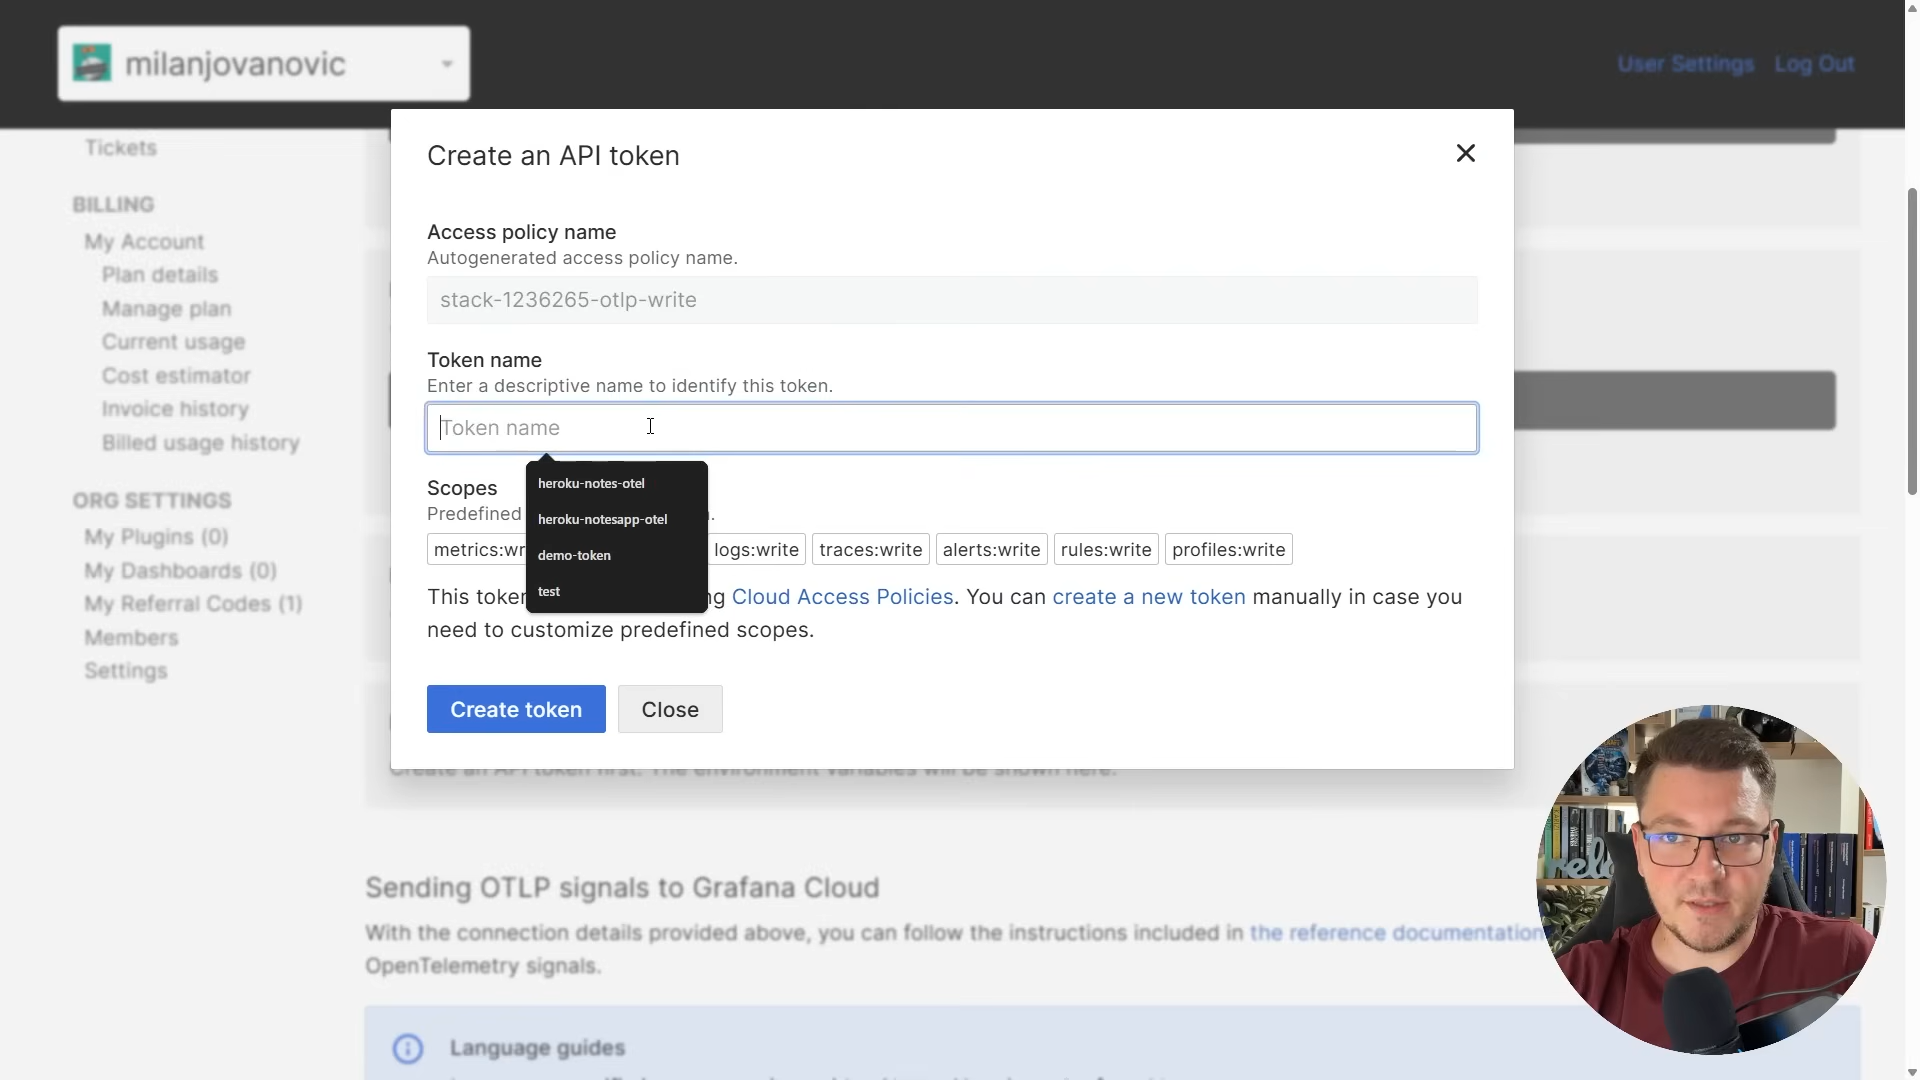 milanjovanovic
User Settings
Log Out
Tickets
BILLING
My Account
Plan details
Manage plan
Current usage
Cost estimator
Invoice history
Billed usage history
ORG SETTINGS
My Plugins (0)
My Dashboards (0)
My Referral Codes (1)
Members
Settings
Create an API token
Access policy name
Autogenerated access policy name.
stack-1236265-otlp-write
Token name
Enter a descriptive name to identify this token.
Token name
heroku-notes-otel
heroku-notesapp-otel
demo-token
test
Scopes
Predefined
logs:write traces:write alerts:write rules:write profiles:write
This Cloud Access Policies. You can create a new token manually in case you
need to customize predefined scopes.
Create token
Close
Create an API token first. The environment variables will be shown here.
Sending OTLP signals to Grafana Cloud
With the connection details provided above, you can follow the instructions included in the reference documentation
OpenTelemetry signals.
Language guides